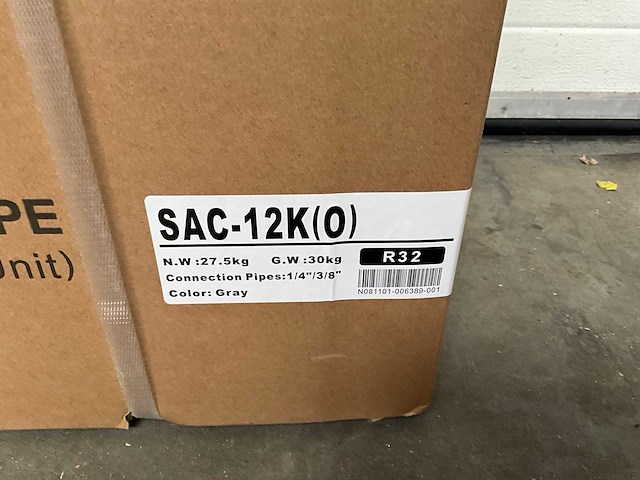 PE
Unit)
SAC-12K(O)
N.W:27.5kg G.W:30kg R32
Connection Pipes:1/4"/3/8"
Color: Gray
N081101-006389-001